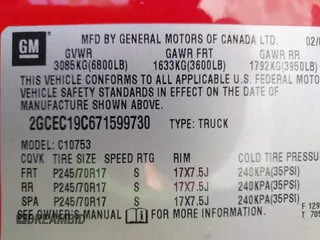 GM MFD BY GENERAL MOTORS OF CANADA LTD. 02/
GVWR GAWR FRT GAWR RR
3085KG(6800LB) 1633KG(3600LB) 1792KG(3950LB)
THIS VEHICLE CONFORMS TO ALL APPLICABLE U.S. FEDERAL MOTOR
VEHICLE SAFETY STANDARDS IN EFFECT ON THE DATE OF
MANUFACTURE SHOWN ABOVE.
2GCEC19C671599730 TYPE: TRUCK
MODEL: C10753
COVK TIRE SIZE SPEED RTG RIM COLD TIRE PRESSU
FRT P245/70R17 S 17X7.5J 240KPA(35PSI)
RR P245/70R17 S 17X7.5J 240KPA(35PSI)
SPA P245/70R17 S 17X7.5J 240KPA(35PSI)
SEE OWNER'S MANUAL FOR MORE INFORMATION.
F 129
T 705
DREAMBID